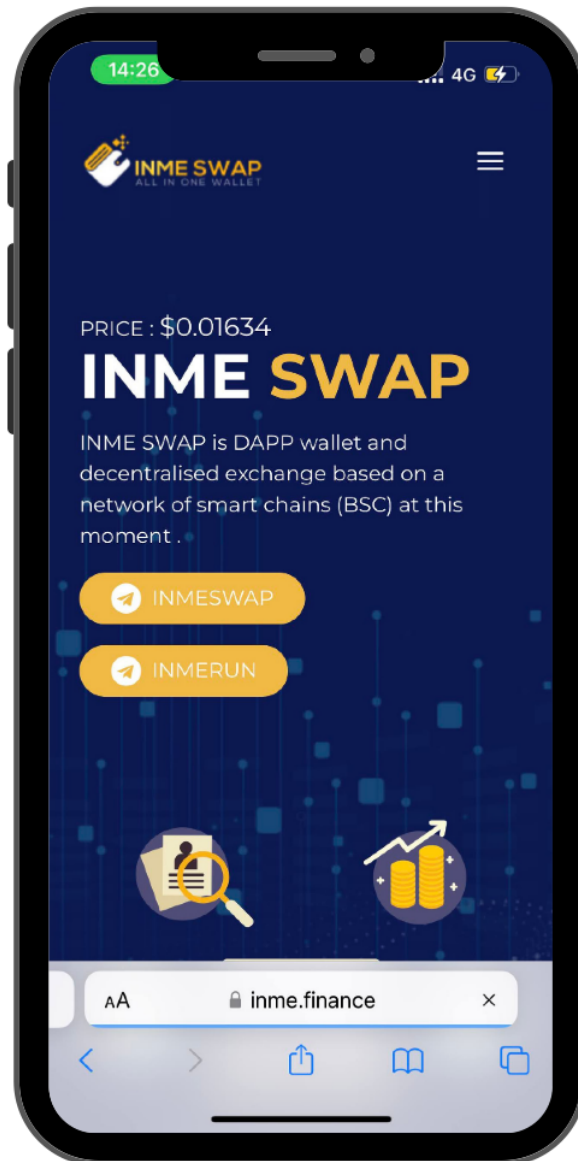 14:26
4G
INME SWAP
ALL IN ONE WALLET
PRICE : $0.01634
INME SWAP
INME SWAP is DAPP wallet and
decentralised exchange based on a
network of smart chains (BSC) at this
moment .
INMESWAP
INMERUN
AA inme.finance